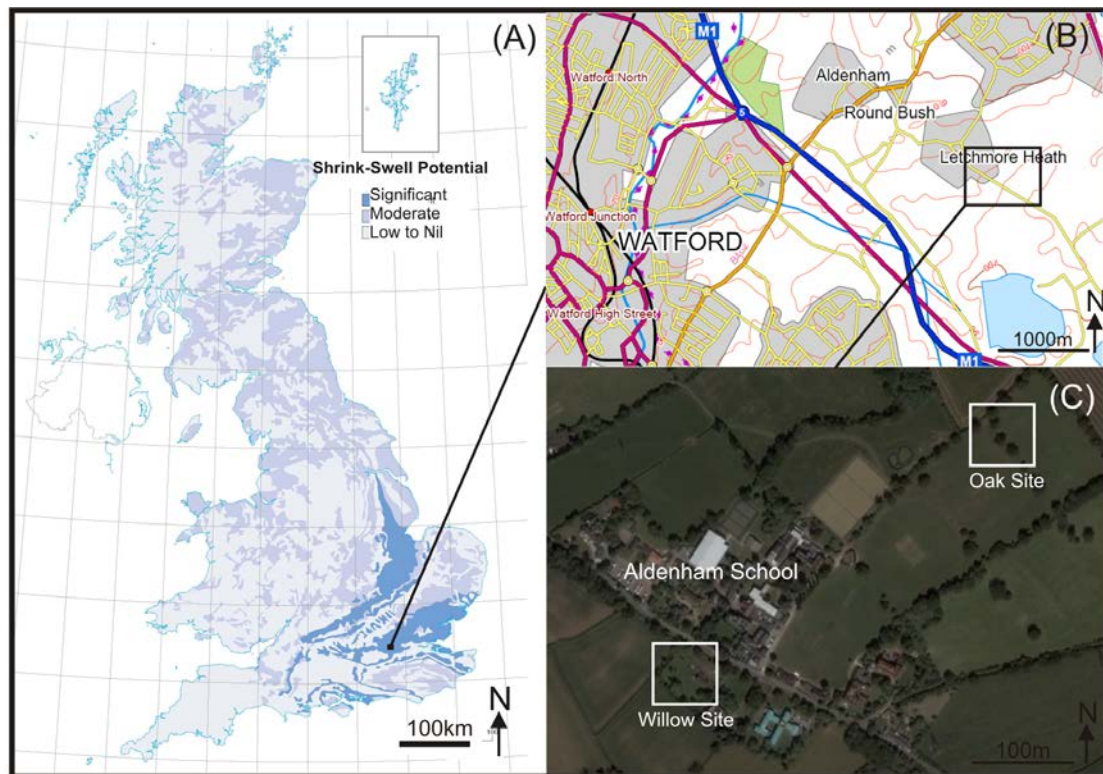 (A)
Shrink-Swell Potential
Significant
Moderate
Low to Nil
N
100km
(B)
M1
Watford North
Aldenham
Round Bush
5
Letchmore Heath
Watford Junction
WATFORD
Watford High Street
N
1000m
M1
(C)
Oak Site
Aldenham School
Willow Site
N
100m